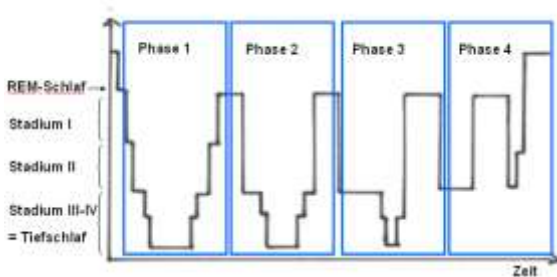 Phase 1
Phase 2
Phase 3
Phase 4
REM-Schlaf
Stadium I
Stadium II
Stadium III-IV
= Tiefschlaf
Zeit